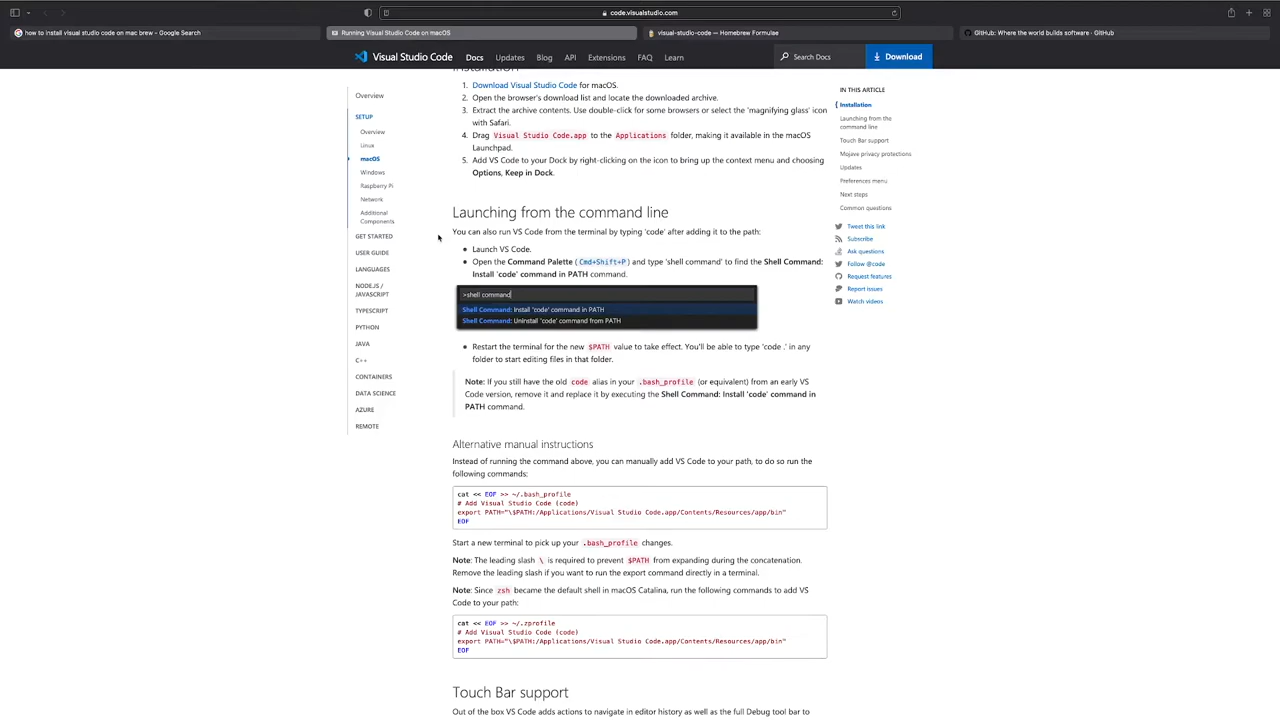 code.visualstudio.com
how to install visual studio code on mac brew - Google Search
Running Visual Studio Code on macOS
visual-studio-code — Homebrew Formulae
GitHub: Where the world builds software · GitHub
Visual Studio Code
Docs
Updates
Blog
API
Extensions
FAQ
Learn
Search Docs
Download
Overview
SETUP
Overview
Linux
macOS
Windows
Raspberry Pi
Network
Additional
Components
GET STARTED
USER GUIDE
LANGUAGES
NODE.JS /
JAVASCRIPT
TYPESCRIPT
PYTHON
JAVA
C++
CONTAINERS
DATA SCIENCE
AZURE
REMOTE
Installation
1. Download Visual Studio Code for macOS.
2. Open the browser's download list and locate the downloaded archive.
3. Extract the archive contents. Use double-click for some browsers or select the 'magnifying glass' icon
with Safari.
4. Drag Visual Studio Code.app to the Applications folder, making it available in the macOS
Launchpad.
5. Add VS Code to your Dock by right-clicking on the icon to bring up the context menu and choosing
Options, Keep in Dock.
Launching from the command line
You can also run VS Code from the terminal by typing 'code' after adding it to the path:
• Launch VS Code.
• Open the Command Palette (Cmd+Shift+P) and type 'shell command' to find the Shell Command:
Install 'code' command in PATH command.
>shell command
Shell Command: Install 'code' command in PATH
Shell Command: Uninstall 'code' command from PATH
• Restart the terminal for the new $PATH value to take effect. You'll be able to type 'code .' in any
folder to start editing files in that folder.
Note: If you still have the old code alias in your .bash_profile (or equivalent) from an early VS
Code version, remove it and replace it by executing the Shell Command: Install 'code' command in
PATH command.
Alternative manual instructions
Instead of running the command above, you can manually add VS Code to your path, to do so run the
following commands:
cat << EOF >> ~/.bash_profile
# Add Visual Studio Code (code)
export PATH="\$PATH:/Applications/Visual Studio Code.app/Contents/Resources/app/bin"
EOF
Start a new terminal to pick up your .bash_profile changes.
Note: The leading slash \ is required to prevent $PATH from expanding during the concatenation.
Remove the leading slash if you want to run the export command directly in a terminal.
Note: Since zsh became the default shell in macOS Catalina, run the following commands to add VS
Code to your path:
cat << EOF >> ~/.zprofile
# Add Visual Studio Code (code)
export PATH="\$PATH:/Applications/Visual Studio Code.app/Contents/Resources/app/bin"
EOF
Touch Bar support
Out of the box VS Code adds actions to navigate in editor history as well as the full Debug tool bar to
IN THIS ARTICLE
Installation
Launching from the
command line
Touch Bar support
Mojave privacy protections
Updates
Preferences menu
Next steps
Common questions
Tweet this link
Subscribe
Ask questions
Follow @code
Request features
Report issues
Watch videos